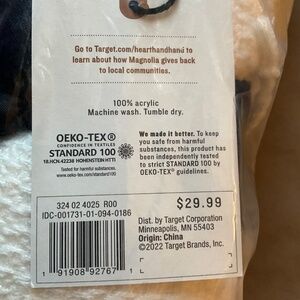 Go to Target.com/hearthandhand to
learn about how Magnolia gives back
to local communities.
100% acrylic
Machine wash. Tumble dry.
OEKO-TEX®
CONFIDENCE IN TEXTILES
STANDARD 100
18.HCN.42238 HOHENSTEIN HTTI
Tested for harmful substances.
www.oeko-tex.com/standard100
We made it better. To keep
you safe from harmful
substances, this product has
been independently tested
to strict STANDARD 100 by
OEKO-TEX® guidelines.
324 02 4025 R00
IDC-001731-01-094-0186
1 91908 92767 1
$29.99
Dist. by Target Corporation
Minneapolis, MN 55403
Origin: China
©2022 Target Brands, Inc.